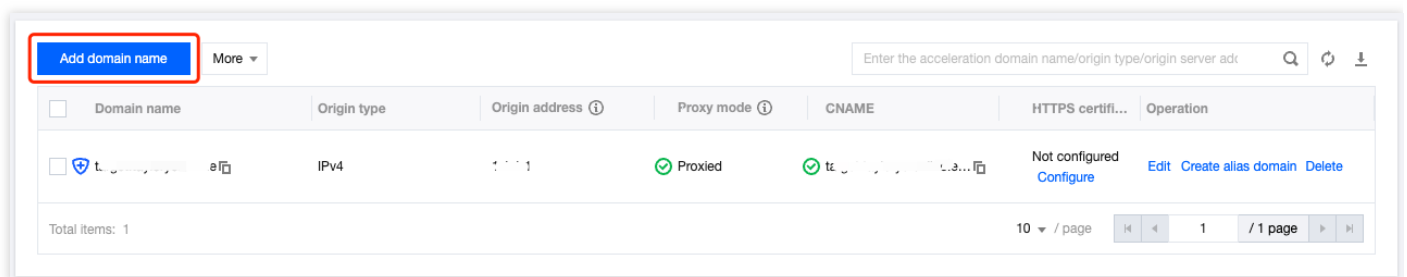 Add domain name More
Enter the acceleration domain name/origin type/origin server
Domain name Origin type Origin address Proxy mode CNAME HTTPS certifi... Operation
IPv4 Proxied Not configured Edit Create alias domain Delete
Configure
Total items: 1 10 / page 1 / 1 page